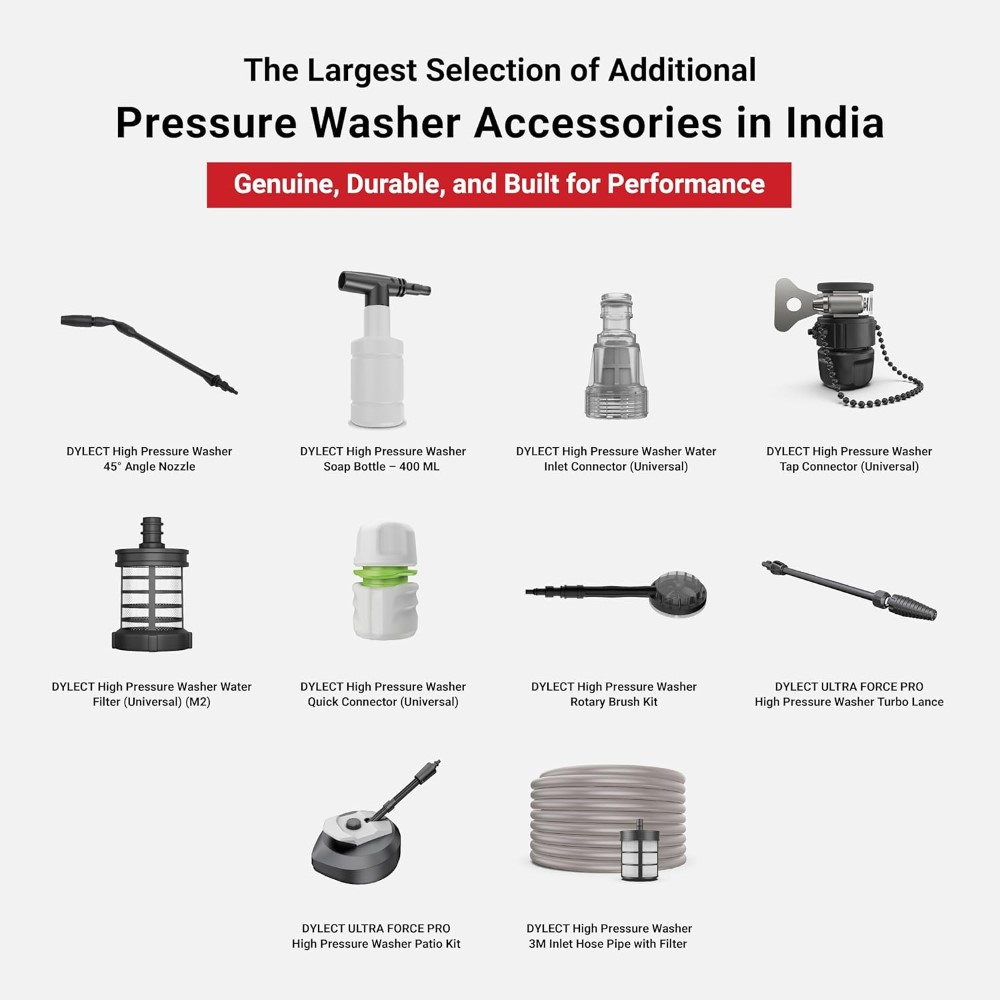 The Largest Selection of Additional
Pressure Washer Accessories in India
Genuine, Durable, and Built for Performance
DYLECT High Pressure Washer
45° Angle Nozzle
DYLECT High Pressure Washer
Soap Bottle – 400 ML
DYLECT High Pressure Washer Water
Inlet Connector (Universal)
DYLECT High Pressure Washer
Tap Connector (Universal)
DYLECT High Pressure Washer Water
Filter (Universal) (M2)
DYLECT High Pressure Washer
Quick Connector (Universal)
DYLECT High Pressure Washer
Rotary Brush Kit
DYLECT ULTRA FORCE PRO
High Pressure Washer Turbo Lance
DYLECT ULTRA FORCE PRO
High Pressure Washer Patio Kit
DYLECT High Pressure Washer
3M Inlet Hose Pipe with Filter